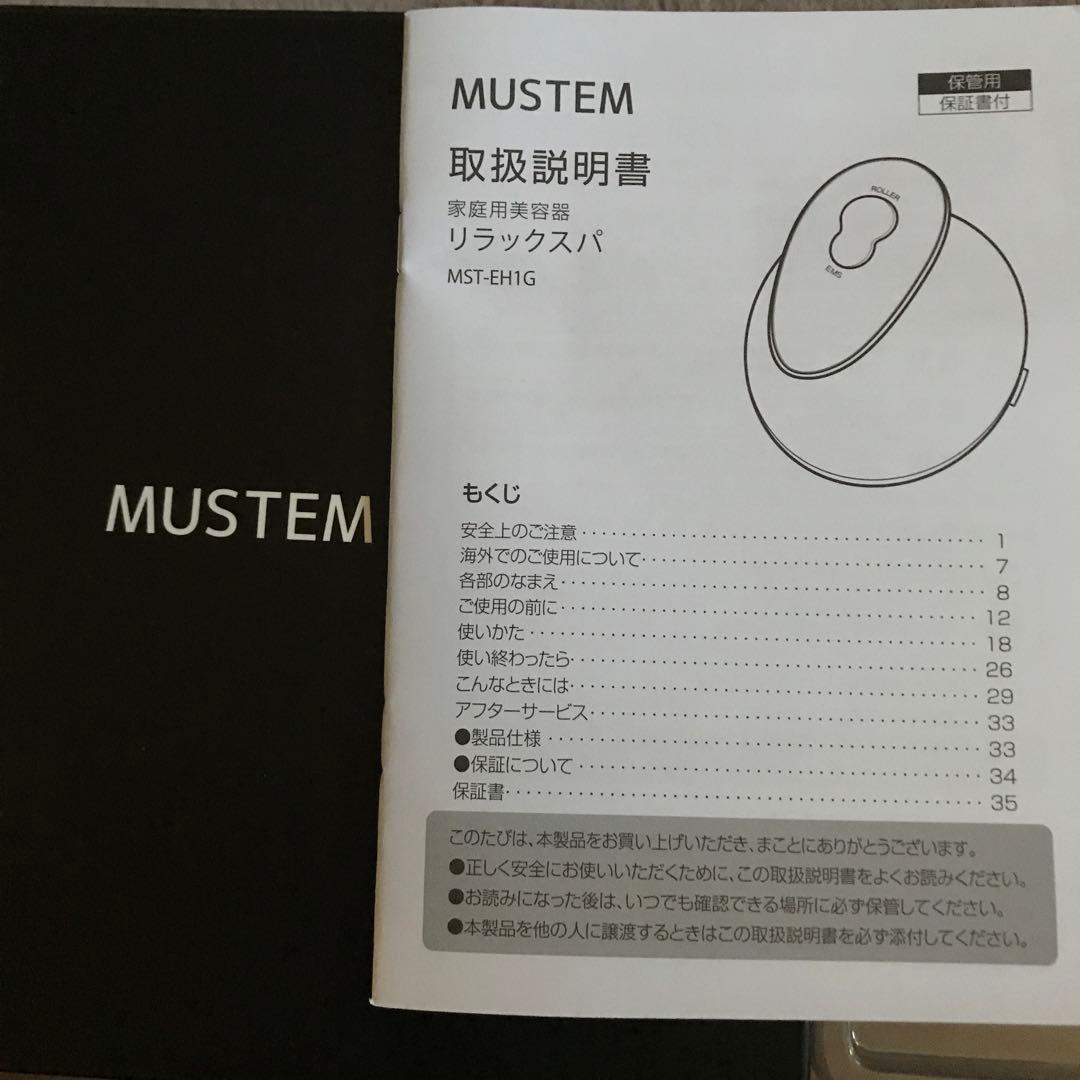 MUSTEM
MUSTEM
保管用
保証書付
取扱説明書
家庭用美容器
リラックスパ
MST-EH1G
ROLLER
EMS
もくじ
安全上のご注意 1
海外でのご使用について 7
各部のなまえ 8
ご使用の前に 12
使いかた 18
使い終わったら 26
こんなときには 29
アフターサービス 33
●製品仕様 33
●保証について 34
保証書 35
このたびは、本製品をお買い上げいただき、まことにありがとうございます。
●正しく安全にお使いいただくために、この取扱説明書をよくお読みください。
●お読みになった後は、いつでも確認できる場所に必ず保管してください。
●本製品を他の人に譲渡するときはこの取扱説明書を必ず添付してください。